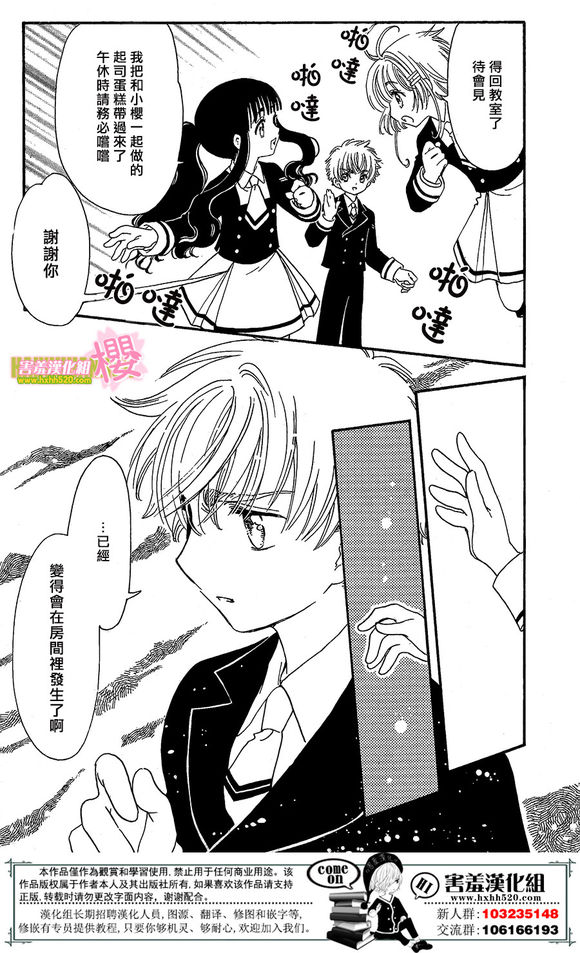 得回教室了
待會見
啪
噠
啪
噠
我把和小櫻一起做的
起司蛋糕帶過來了
午休時請務必嚐嚐
謝謝你
啪
噠
啪
噠
櫻
害羞漢化組
www.hxhh520.com
…已經
變得會在房間裡發生了啊
本作品僅作為觀賞和學習使用.禁止用于任何商业用途。该
作品版权属于作者本人及其出版社所有.如果喜欢该作品请支持
正版.转载时请勿更改字面内容，谢谢配合。
漢化组长期招聘漢化人員,图源、翻译、修图和嵌字等,
修嵌有专员提供教程,只要你够机灵、够耐心,欢迎加入我们。
come on
HI
害羞漢化組
新人群:103235148
交流群:106166193